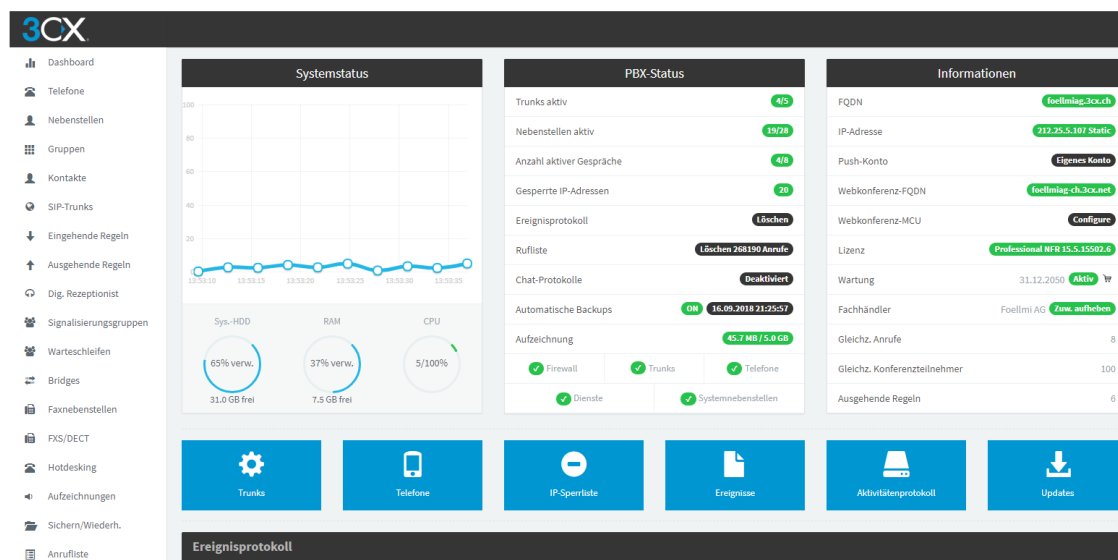 3CX
Dashboard
Telefone
Nebenstellen
Gruppen
Kontakte
SIP-Trunks
Eingehende Regeln
Ausgehende Regeln
Dig. Rezeptionist
Signalisierungsgruppen
Warteschleifen
Bridges
Faxnebenstellen
FXS/DECT
Hotdesking
Aufzeichnungen
Sichern/Wiederh.
Anrufliste
Systemstatus
100
80
60
40
20
0
13:53:10 13:53:15 13:53:20 13:53:25 13:53:30 13:53:35
Sys.-HDD RAM CPU
65% verw. 37% verw. 5/100%
31.0 GB frei 7.5 GB frei
PBX-Status
Trunks aktiv 4/5
Nebenstellen aktiv 19/28
Anzahl aktiver Gespräche 4/8
Gesperrte IP-Adressen 20
Ereignisprotokoll Löschen
Rufliste Löschen 268190 Anrufe
Chat-Protokolle Deaktiviert
Automatische Backups ON 16.09.2018 21:25:57
Aufzeichnung 45.7 MB / 5.0 GB
Firewall Trunks Telefone
Dienste Systemnebenstellen
Informationen
FQDN foellmiag.3cx.ch
IP-Adresse 212.25.5.107 Static
Push-Konto Eigenes Konto
Webkonferenz-FQDN foellmiag-ch.3cx.net
Webkonferenz-MCU Configure
Lizenz Professional NFR 15.5.15502.6
Wartung 31.12.2050 Aktiv
Fachhändler Foellmi AG Zuw. aufheben
Gleichz. Anrufe 8
Gleichz. Konferenzteilnehmer 100
Ausgehende Regeln 6
Trunks Telefone IP-Sperrliste Ereignisse Aktivitätenprotokoll Updates
Ereignisprotokoll